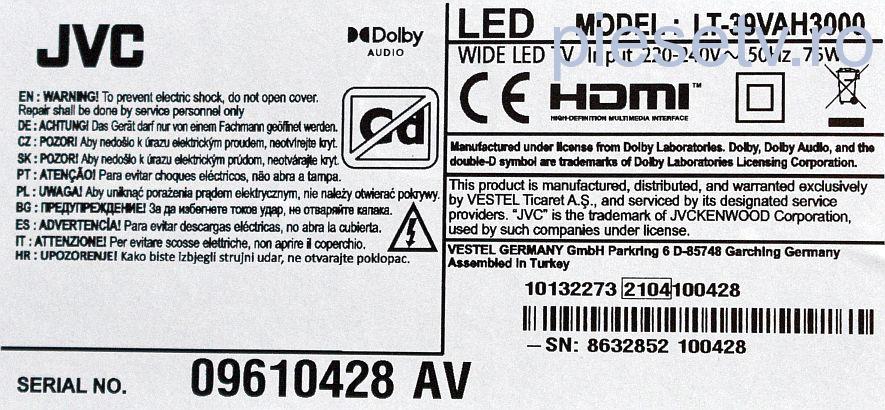 JVC
Dolby
AUDIO
EN : WARNING! To prevent electric shock, do not open cover.
Repair shall be done by service personnel only
DE : ACHTUNG! Das Gerät darf nur von einem Fachmann geöffnet werden.
CZ : POZOR! Aby nedošlo k úrazu elektrickým proudem, neotvírejte kryt.
SK : POZOR! Aby nedošlo k úrazu elektrickým prúdom, neotvárajte kryt.
PT : ATENÇÃO! Para evitar choques eléctricos, não abra a tampa.
PL : UWAGA! Aby uniknąć porażenia prądem elektrycznym, nie należy otwierać pokrywy.
BG : ПРЕДУПРЕЖДЕНИЕ! За да избегнете токов удар, не отваряйте капака.
ES : ADVERTENCIA! Para evitar descargas eléctricas, no abra la cubierta.
IT : ATTENZIONE! Per evitare scosse elettriche, non aprire il coperchio.
HR : UPOZORENJE! Kako biste izbjegli strujni udar, ne otvarajte poklopac.
Cd
LED MODEL : LT-39VAH3000
WIDE LED TV Input 220-240V~ 50Hz, 75W
piesetv.ro
CE HDMI™
HIGH-DEFINITION MULTIMEDIA INTERFACE
Manufactured under license from Dolby Laboratories. Dolby, Dolby Audio, and the
double-D symbol are trademarks of Dolby Laboratories Licensing Corporation.
This product is manufactured, distributed, and warranted exclusively
by VESTEL Ticaret A.Ş., and serviced by its designated service
providers. "JVC" is the trademark of JVCKENWOOD Corporation,
used by such companies under license.
VESTEL GERMANY GmbH Parkring 6 D-85748 Garching Germany
Assembled in Turkey
10132273 2104 100428
—SN: 8632852 100428
SERIAL NO. 09610428 AV